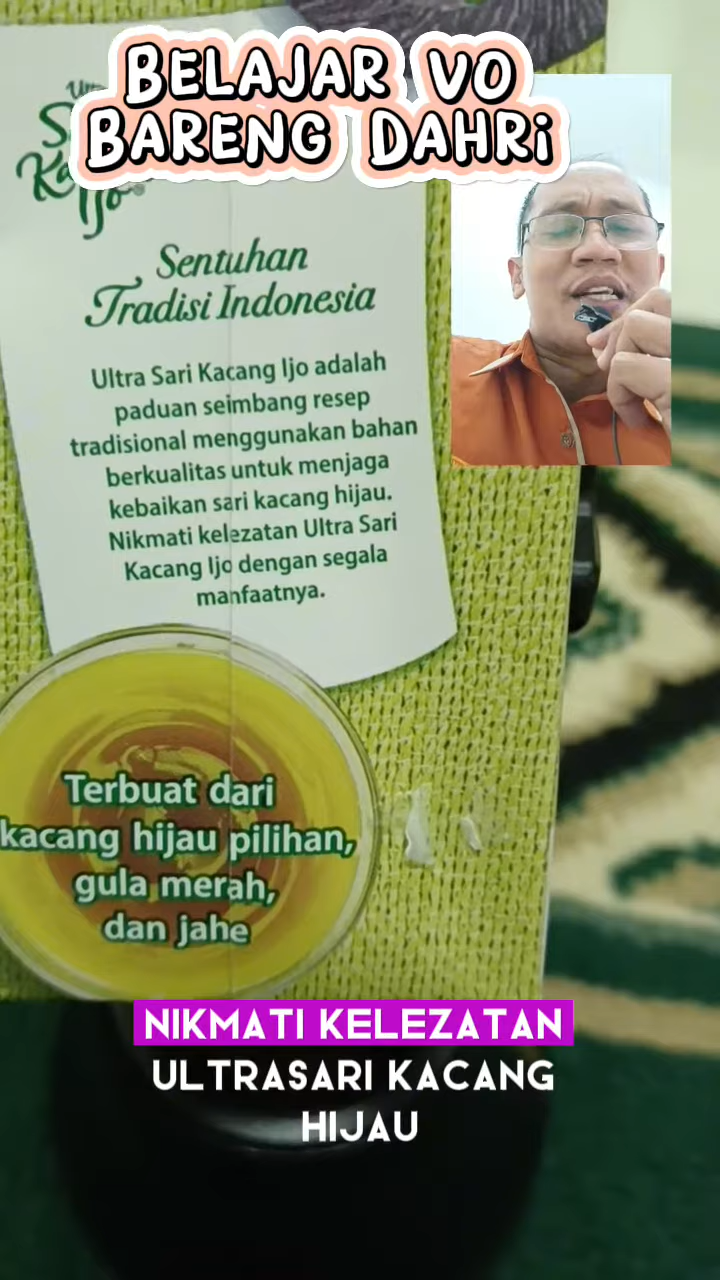 BELAJAR VO
BARENG DAHRI
Ijo
Sentuhan
Tradisi Indonesia
Ultra Sari Kacang Ijo adalah
paduan seimbang resep
tradisional menggunakan bahan
berkualitas untuk menjaga
kebaikan sari kacang hijau.
Nikmati kelezatan Ultra Sari
Kacang Ijo dengan segala
manfaatnya.
Terbuat dari
kacang hijau pilihan,
gula merah,
dan jahe
NIKMATI KELEZATAN
ULTRASARI KACANG
HIJAU